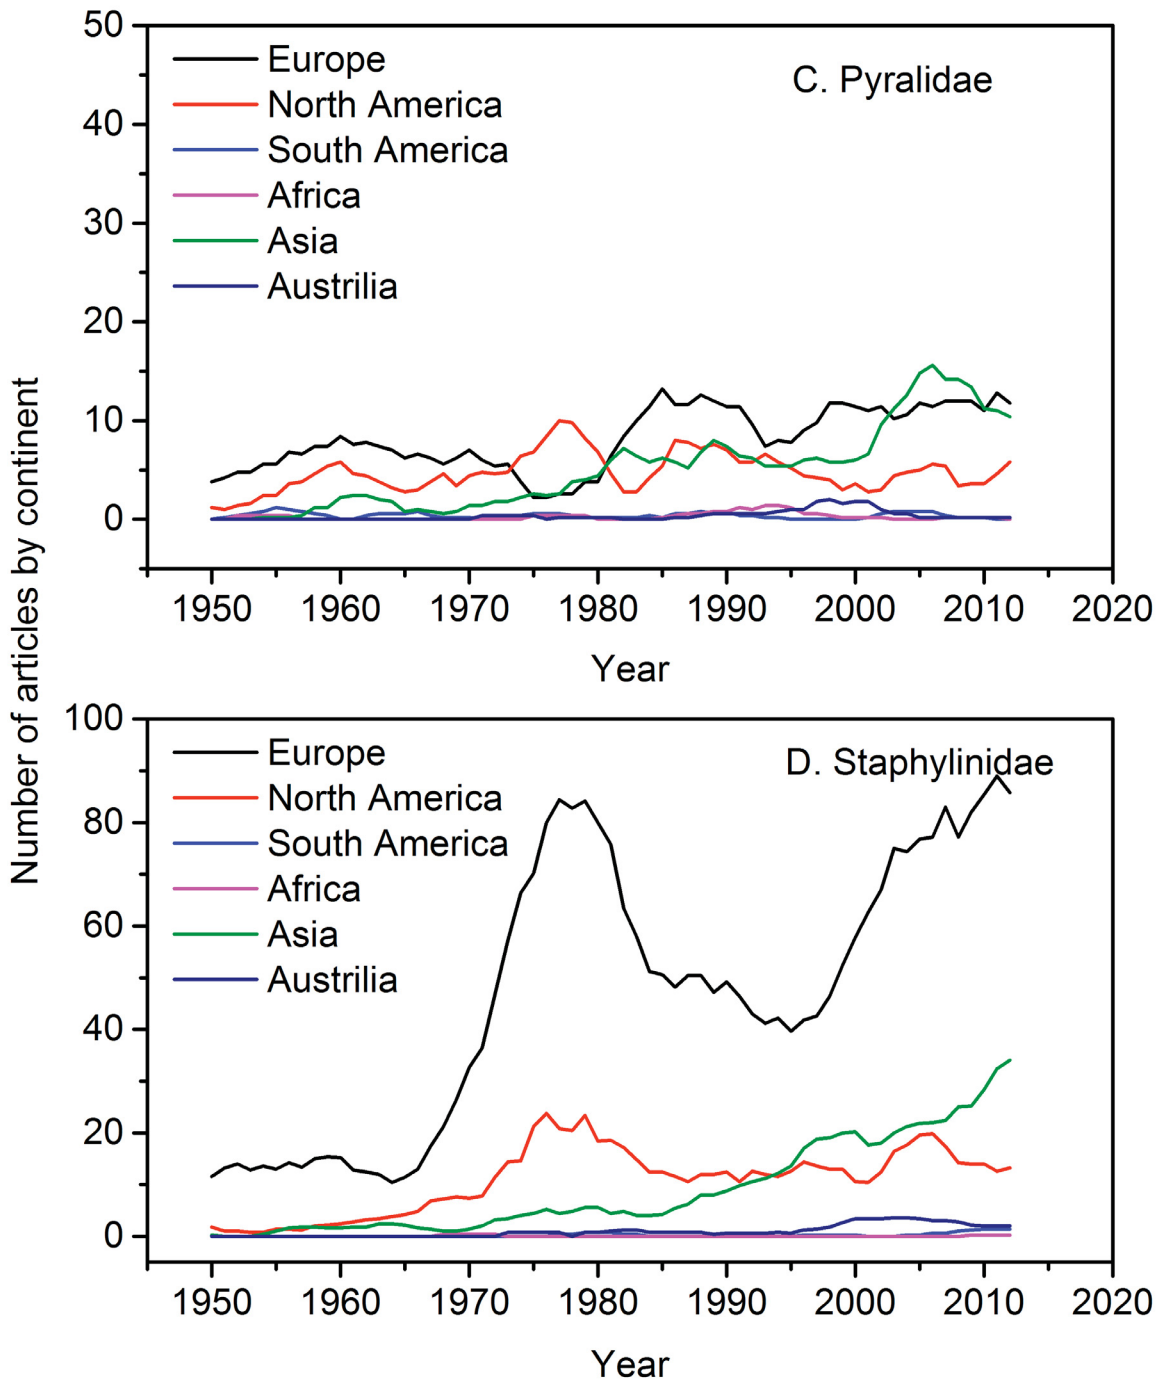 Number of articles by continent
C. Pyralidae
Europe
North America
South America
Africa
Asia
Austrilia
50
40
30
20
10
0
1950 1960 1970 1980 1990 2000 2010 2020
Year
D. Staphylinidae
Europe
North America
South America
Africa
Asia
Austrilia
100
80
60
40
20
0
1950 1960 1970 1980 1990 2000 2010 2020
Year